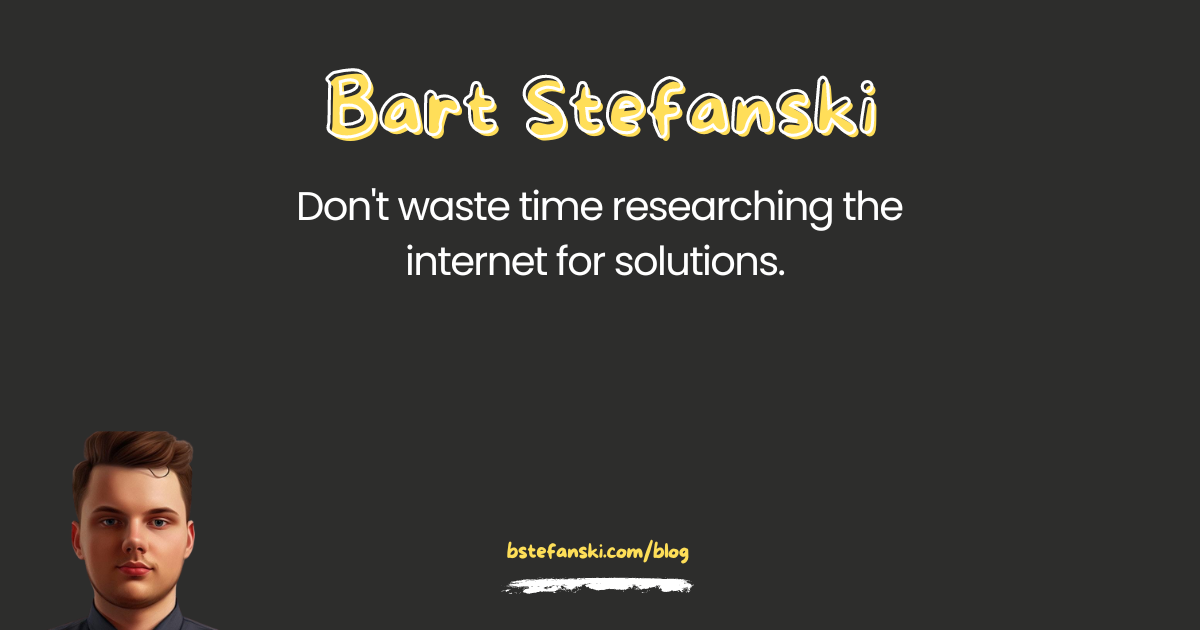 Bart Stefanski
Don't waste time researching the
internet for solutions.
bstefanski.com/blog